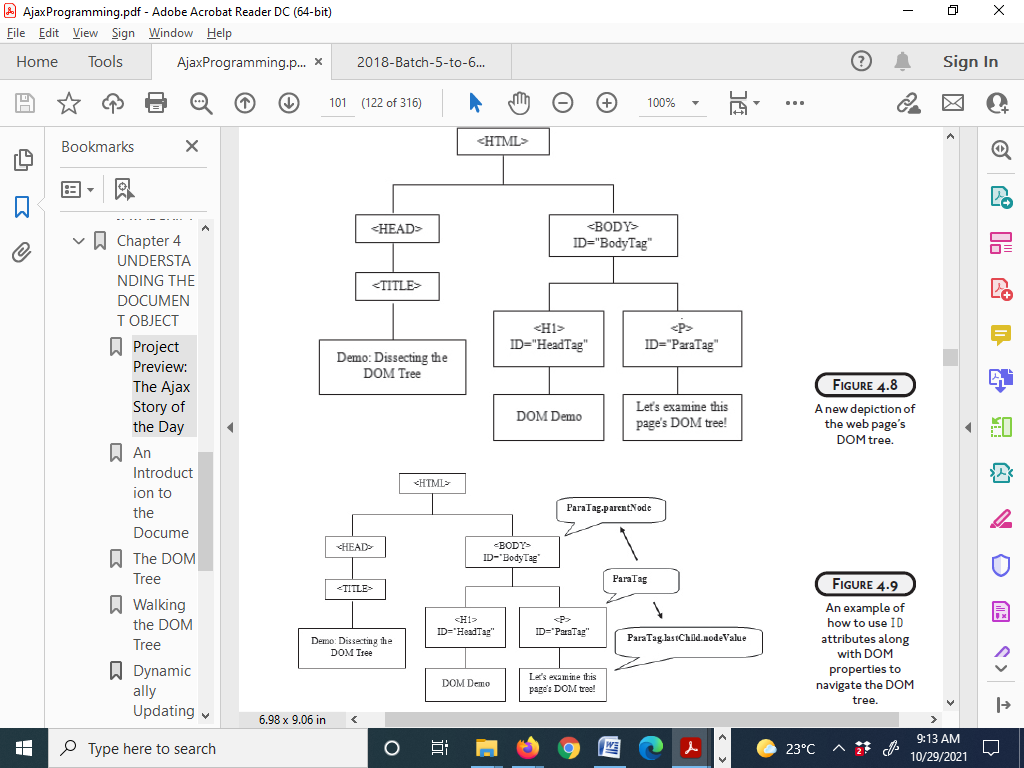 AjaxProgramming.pdf - Adobe Acrobat Reader DC (64-bit)
File Edit View Sign Window Help
Home Tools AjaxProgramming.p... × 2018-Batch-5-to-6... Sign In
101 (122 of 316) 100%
Bookmarks
Chapter 4
UNDERSTA
NDING THE
DOCUMEN
T OBJECT
Project
Preview:
The Ajax
Story of
the Day
An
Introduct
ion to
the
Docume
The DOM
Tree
Walking
the DOM
Tree
Dynamic
ally
Updating
<HTML>
<HEAD>
<BODY>
ID="BodyTag"
<TITLE>
<H1>
ID="HeadTag"
<P>
ID="ParaTag"
Demo: Dissecting the
DOM Tree
DOM Demo
Let's examine this
page's DOM tree!
FIGURE 4.8
A new depiction of
the web page's
DOM tree.
<HTML>
ParaTag.parentNode
<HEAD>
<BODY>
ID="BodyTag"
ParaTag
<TITLE>
<H1>
ID="HeadTag"
<P>
ID="ParaTag"
ParaTag.lastChild.nodeValue
Demo: Dissecting the
DOM Tree
DOM Demo
Let's examine this
page's DOM tree!
FIGURE 4.9
An example of
how to use ID
attributes along
with DOM
properties to
navigate the DOM
tree.
6.98 x 9.06 in
Type here to search
23°C
9:13 AM
10/29/2021